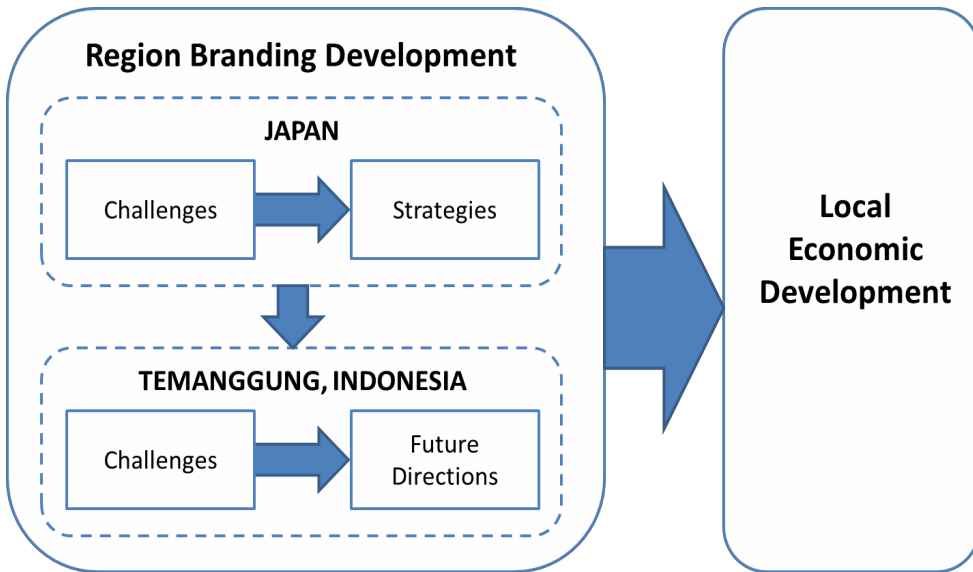 Region Branding Development
JAPAN
Challenges
Strategies
TEMANGGUNG, INDONESIA
Challenges
Future
Directions
Local
Economic
Development